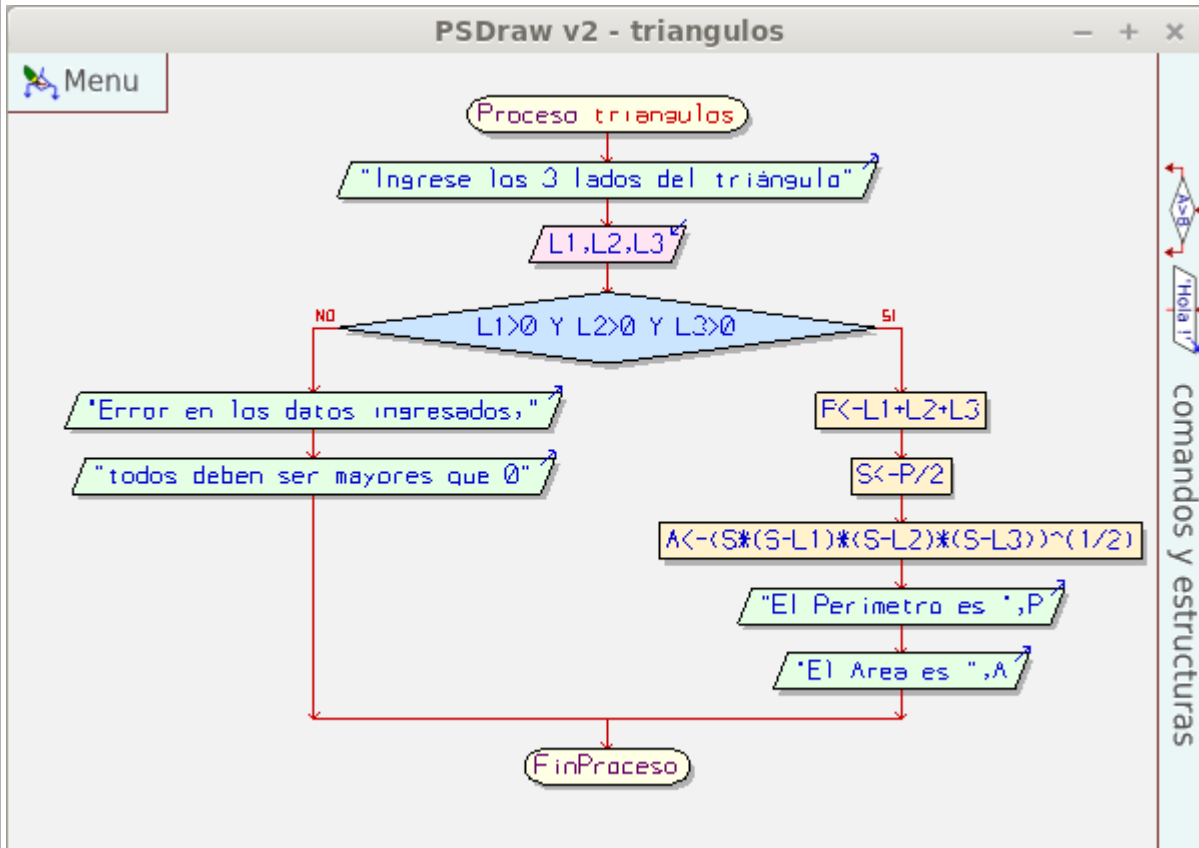 PSDraw v2 - triangulos
Menu
Proceso triangulos
"Ingrese los 3 lados del triángulo"
L1,L2,L3
L1>0 Y L2>0 Y L3>0
NO
SI
"Error en los datos ingresados,"
"todos deben ser mayores que 0"
P<-L1+L2+L3
S<-P/2
A<-(S*(S-L1)*(S-L2)*(S-L3))^(1/2)
"El Perimetro es ",P
"El Area es ",A
FinProceso
A>B
"Hola !"
comandos y estructuras